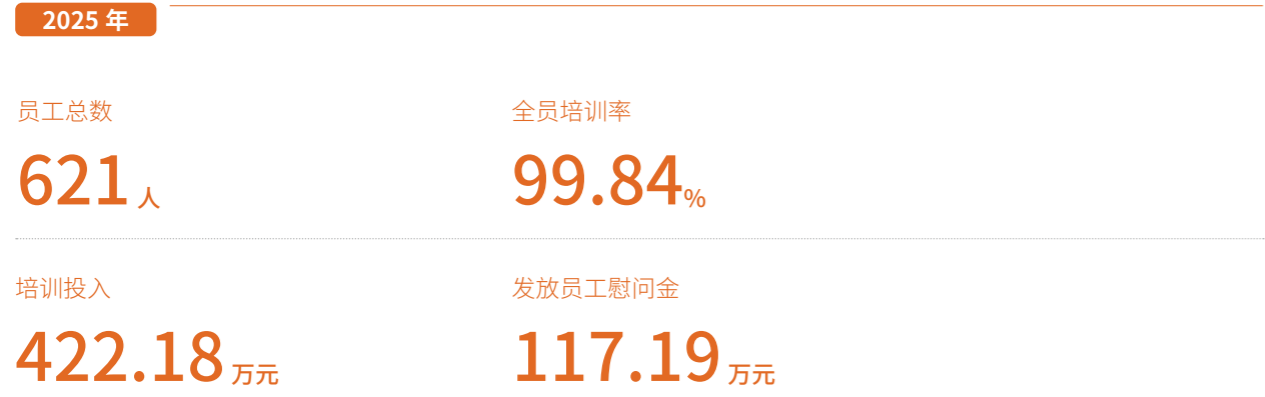 2025 年
员工总数
全员培训率
621 人
99.84%
培训投入
发放员工慰问金
422.18 万元
117.19 万元